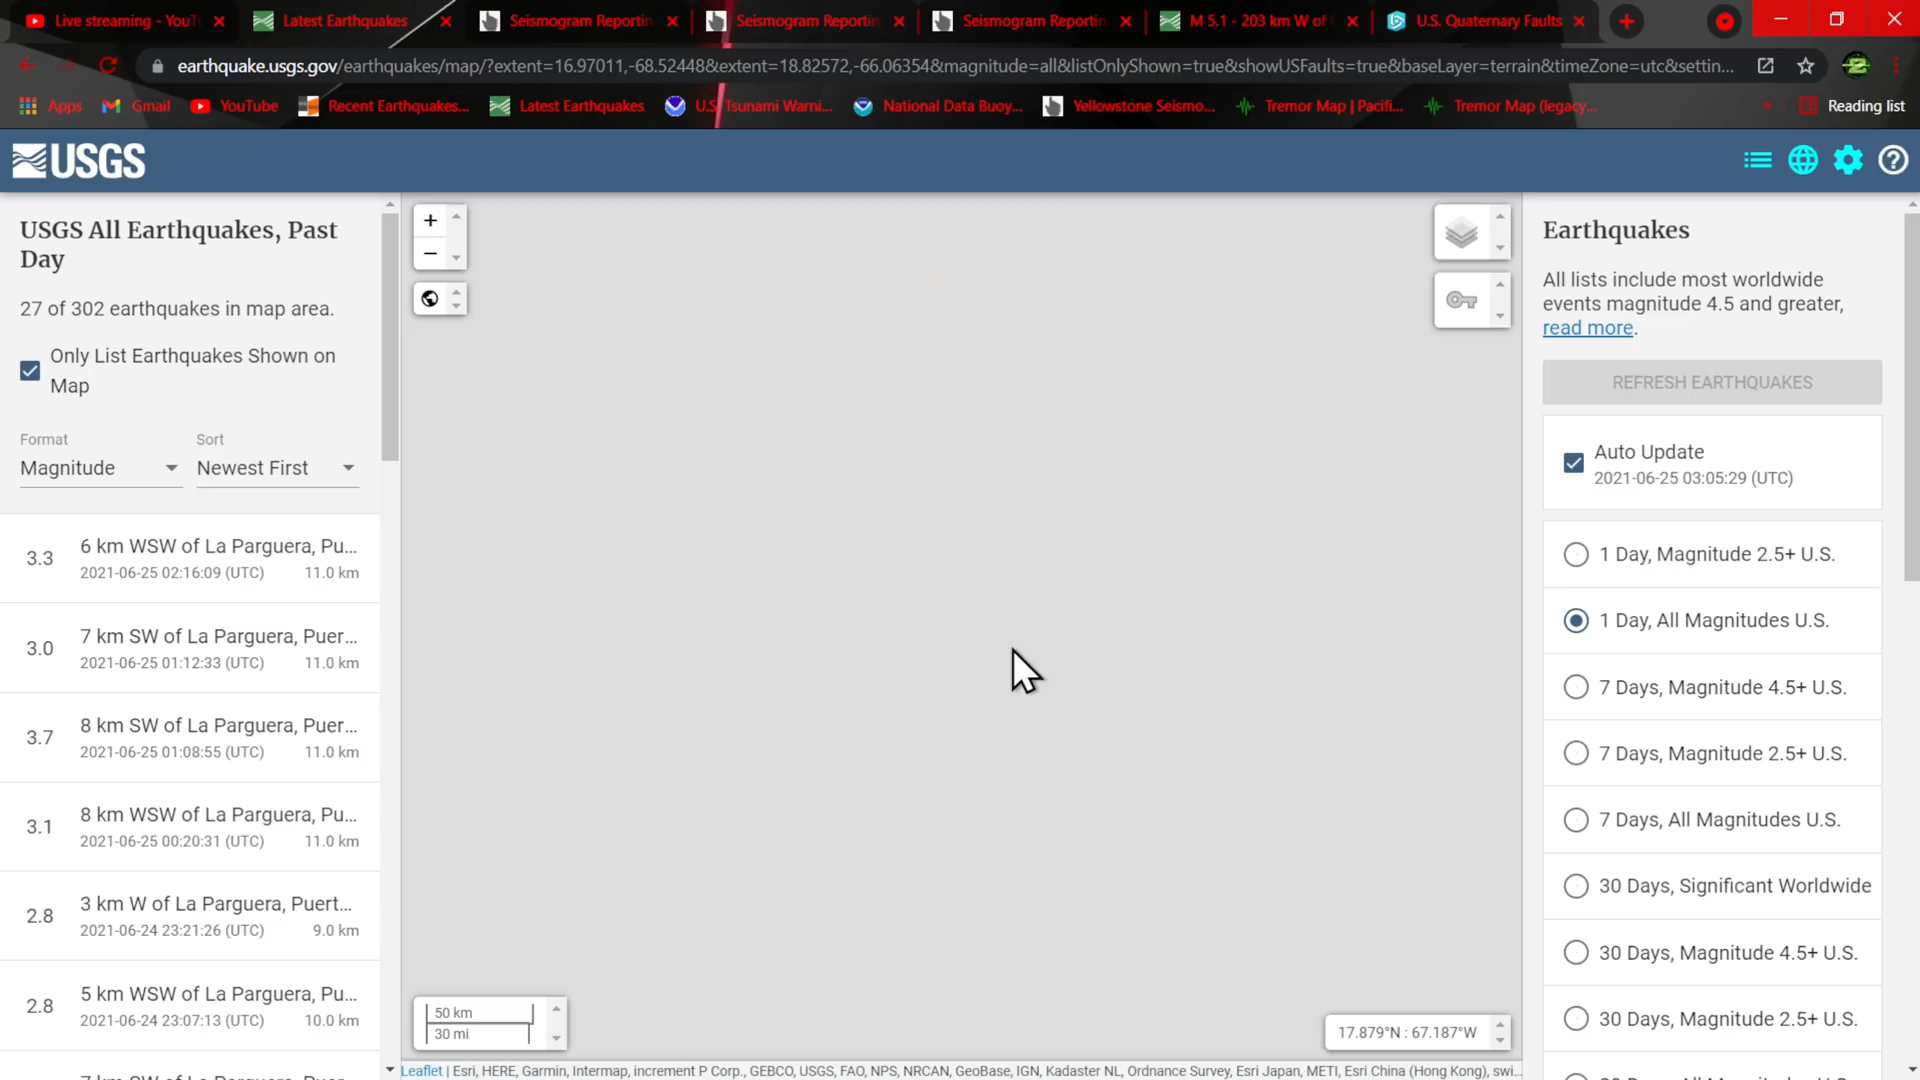 Live streaming - YouT
Latest Earthquakes
Seismogram Reportin
Seismogram Reportin
Seismogram Reportin
M 5.1 - 203 km W of
U.S. Quaternary Faults
earthquake.usgs.gov/earthquakes/map/?extent=16.97011,-68.52448&extent=18.82572,-66.06354&magnitude=all&listOnlyShown=true&showUSFaults=true&baseLayer=terrain&timeZone=utc&settin...
Apps
Gmail
YouTube
Recent Earthquakes...
Latest Earthquakes
U.S. Tsunami Warni...
National Data Buoy...
Yellowstone Seismo...
Tremor Map | Pacifi...
Tremor Map (legacy...
Reading list
USGS
USGS All Earthquakes, Past
Day
27 of 302 earthquakes in map area.
Only List Earthquakes Shown on
Map
Format
Sort
Magnitude
Newest First
3.3
6 km WSW of La Parguera, Pu...
2021-06-25 02:16:09 (UTC) 11.0 km
3.0
7 km SW of La Parguera, Puer...
2021-06-25 01:12:33 (UTC) 11.0 km
3.7
8 km SW of La Parguera, Puer...
2021-06-25 01:08:55 (UTC) 11.0 km
3.1
8 km WSW of La Parguera, Pu...
2021-06-25 00:20:31 (UTC) 11.0 km
2.8
3 km W of La Parguera, Puert...
2021-06-24 23:21:26 (UTC) 9.0 km
2.8
5 km WSW of La Parguera, Pu...
2021-06-24 23:07:13 (UTC) 10.0 km
+
−
50 km
30 mi
17.879°N : 67.187°W
Leaflet | Esri, HERE, Garmin, Intermap, increment P Corp., GEBCO, USGS, FAO, NPS, NRCAN, GeoBase, IGN, Kadaster NL, Ordnance Survey, Esri Japan, METI, Esri China (Hong Kong), swi...
Earthquakes
All lists include most worldwide
events magnitude 4.5 and greater,
read more.
REFRESH EARTHQUAKES
Auto Update
2021-06-25 03:05:29 (UTC)
1 Day, Magnitude 2.5+ U.S.
1 Day, All Magnitudes U.S.
7 Days, Magnitude 4.5+ U.S.
7 Days, Magnitude 2.5+ U.S.
7 Days, All Magnitudes U.S.
30 Days, Significant Worldwide
30 Days, Magnitude 4.5+ U.S.
30 Days, Magnitude 2.5+ U.S.